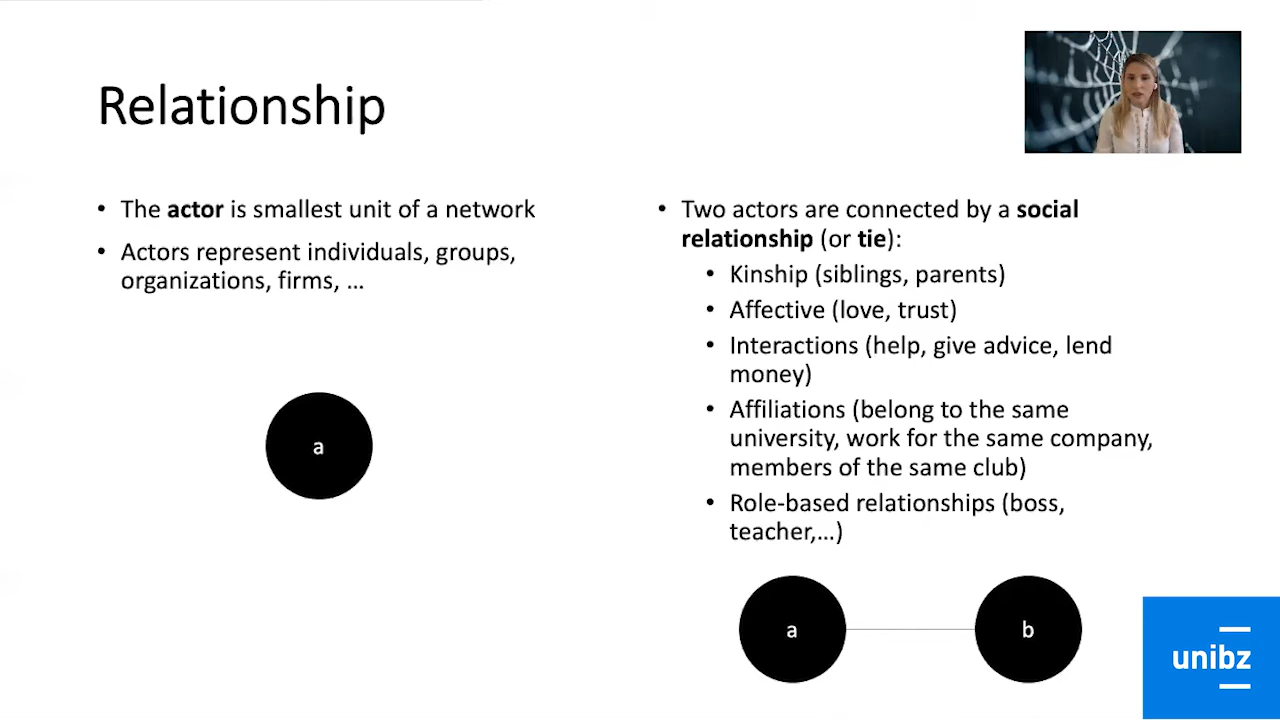 Relationship
• The actor is smallest unit of a network
• Actors represent individuals, groups,
organizations, firms, …
a
• Two actors are connected by a social
relationship (or tie):
• Kinship (siblings, parents)
• Affective (love, trust)
• Interactions (help, give advice, lend
money)
• Affiliations (belong to the same
university, work for the same company,
members of the same club)
• Role-based relationships (boss,
teacher,…)
a
b
unibz